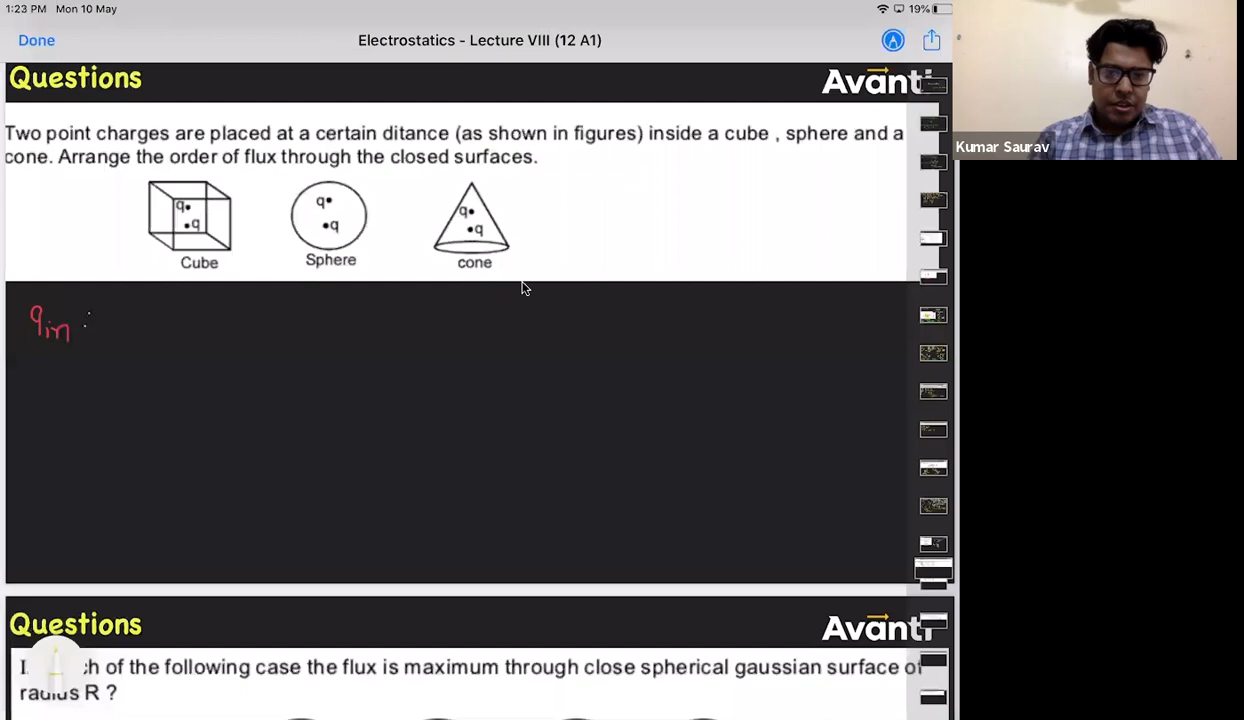 1:23 PM Mon 10 May
19%
Done
Electrostatics - Lecture VIII (12 A1)
Questions
Avanti
Two point charges are placed at a certain ditance (as shown in figures) inside a cube , sphere and a
cone. Arrange the order of flux through the closed surfaces.
q
q
q
q
q
q
Cube
Sphere
cone
qin :
Kumar Saurav
Questions
Avanti
of the following case the flux is maximum through close spherical gaussian surface of
radius R ?